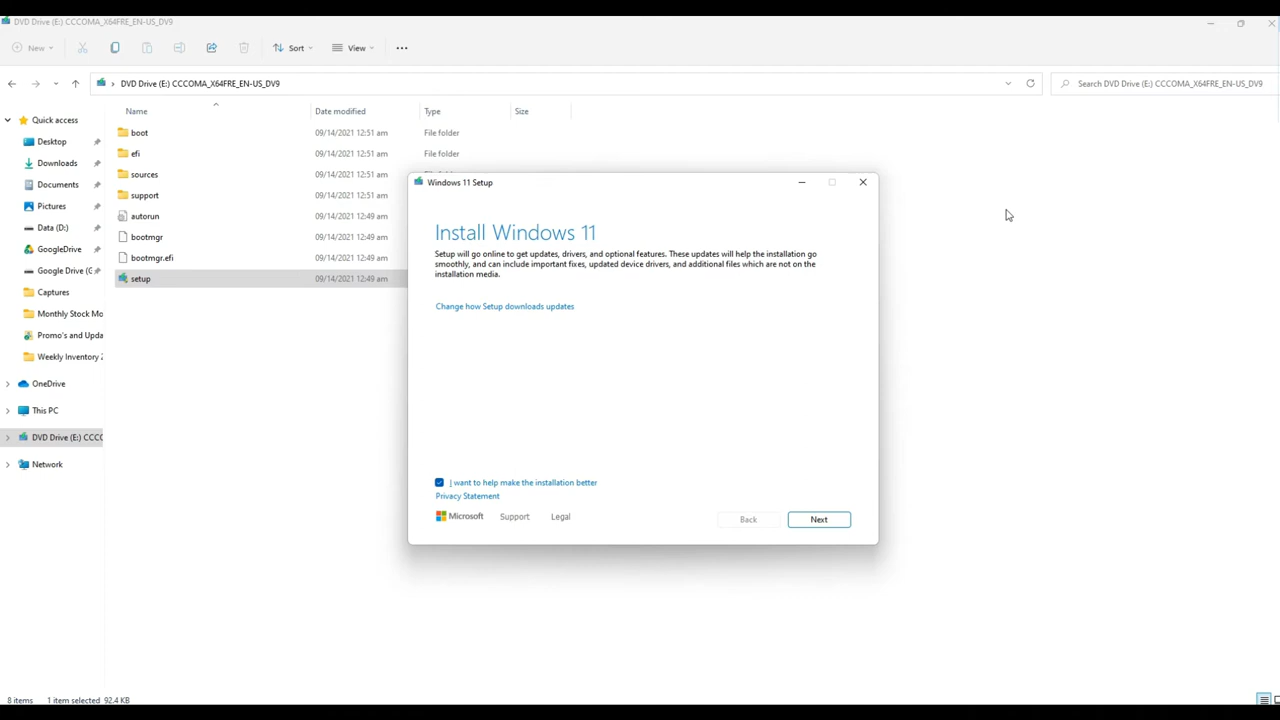 DVD Drive (E:) CCCOMA_X64FRE_EN-US_DV9
New
Sort
View
DVD Drive (E:) CCCOMA_X64FRE_EN-US_DV9
Search DVD Drive (E:) CCCOMA_X64FRE_EN-US_DV9
Name Date modified Type Size
Quick access
Desktop
Downloads
Documents
Pictures
Data (D:)
GoogleDrive
Google Drive (G
Captures
Monthly Stock Mo
Promo's and Upda
Weekly Inventory 2
OneDrive
This PC
DVD Drive (E:) CCC
Network
boot 09/14/2021 12:51 am File folder
efi 09/14/2021 12:51 am File folder
sources 09/14/2021 12:51 am
support 09/14/2021 12:51 am
autorun 09/14/2021 12:49 am
bootmgr 09/14/2021 12:49 am
bootmgr.efi 09/14/2021 12:49 am
setup 09/14/2021 12:49 am
Windows 11 Setup
Install Windows 11
Setup will go online to get updates, drivers, and optional features. These updates will help the installation go
smoothly, and can include important fixes, updated device drivers, and additional files which are not on the
installation media.
Change how Setup downloads updates
I want to help make the installation better
Privacy Statement
Microsoft Support Legal
Back Next
8 items 1 item selected 92.4 KB